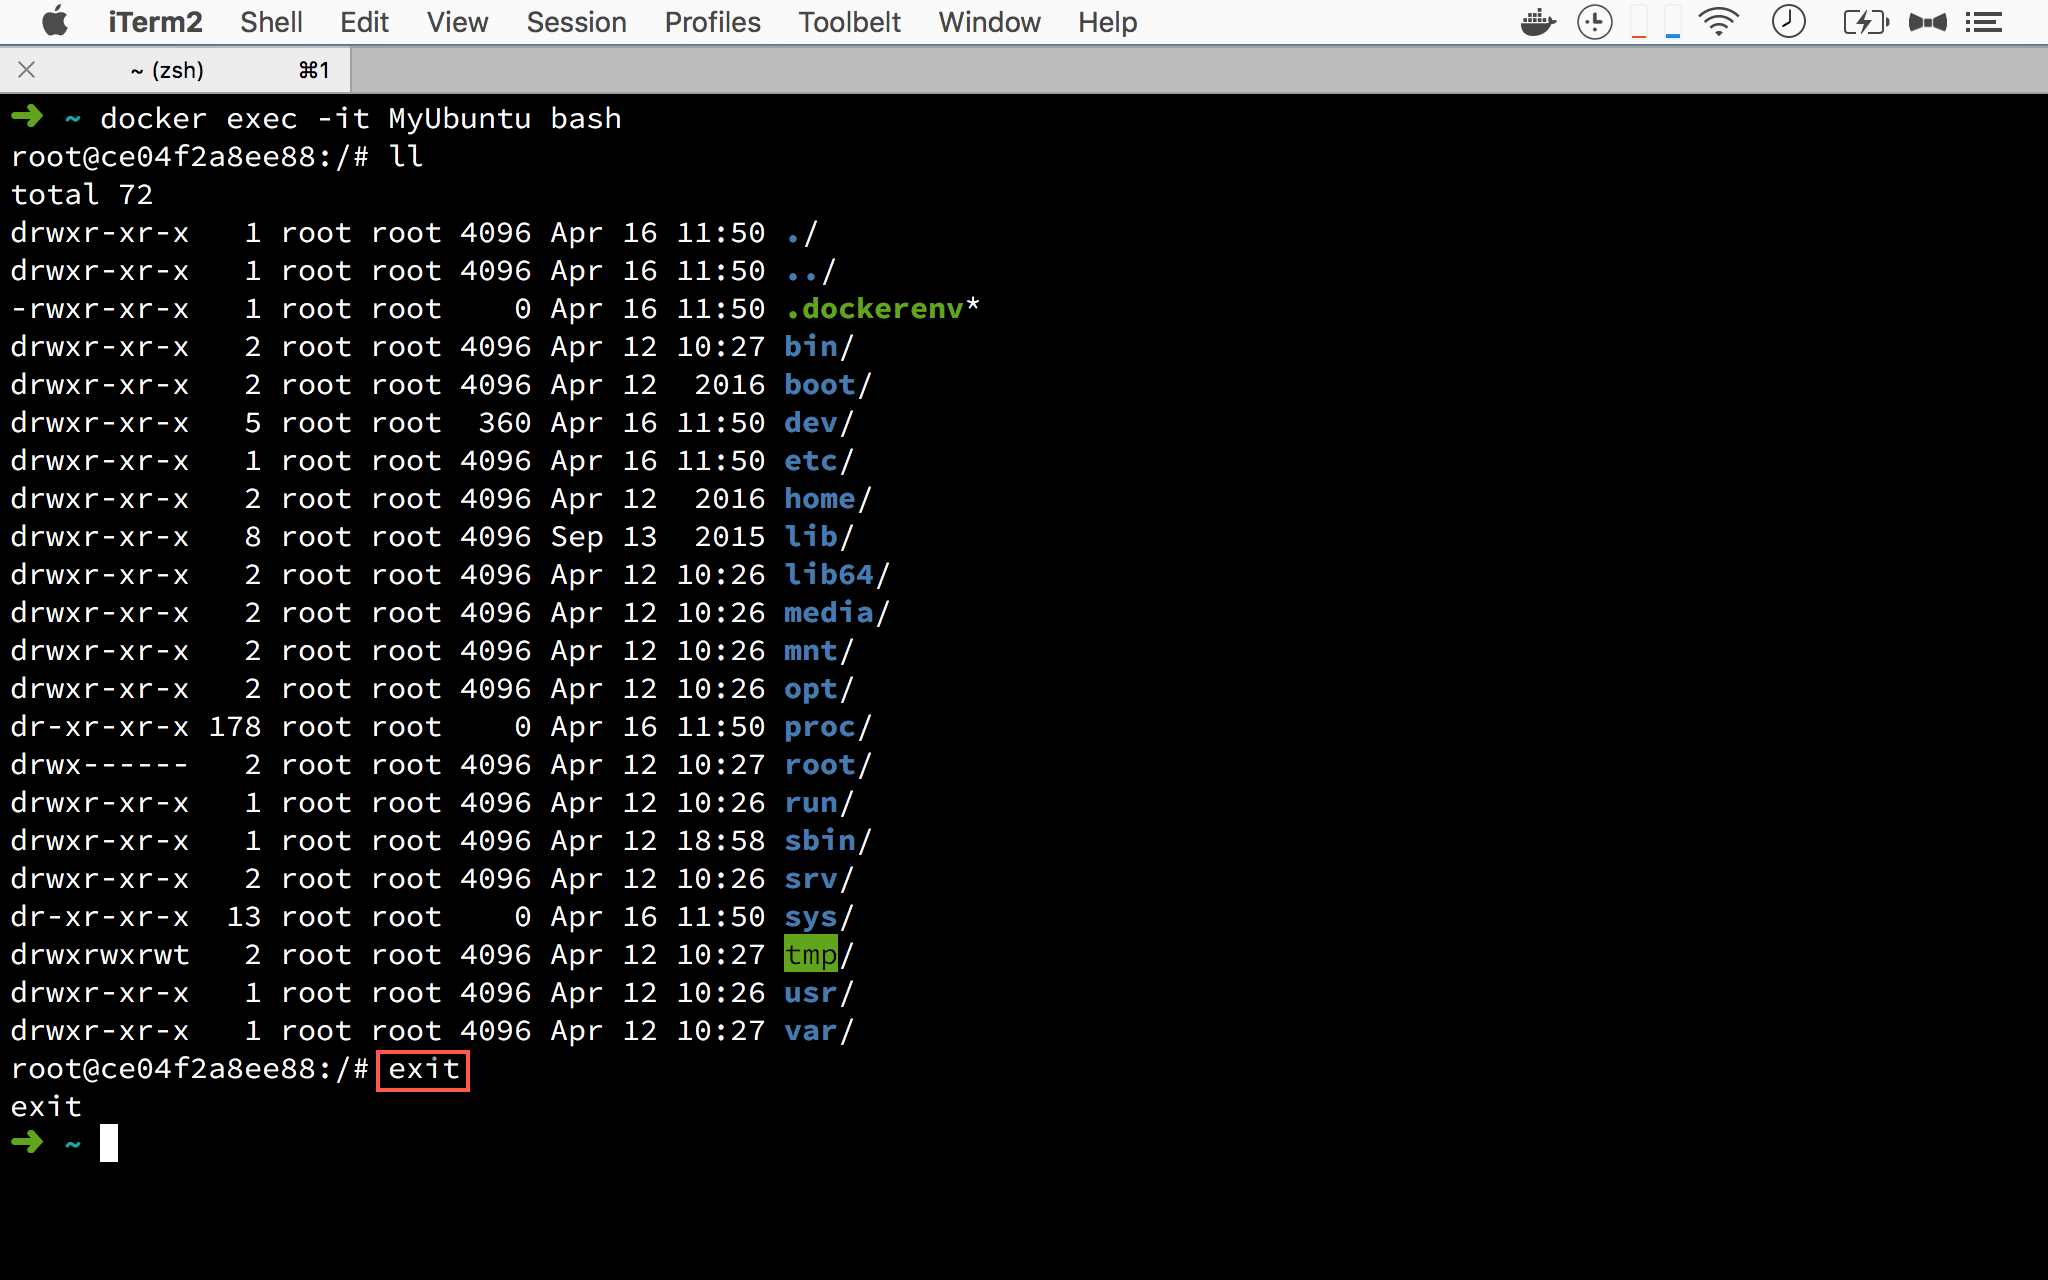 iTerm2 Shell Edit View Session Profiles Toolbelt Window Help
~ (zsh) ⌘1
➜ ~ docker exec -it MyUbuntu bash
root@ce04f2a8ee88:/# ll
total 72
drwxr-xr-x   1 root root 4096 Apr 16 11:50 ./
drwxr-xr-x   1 root root 4096 Apr 16 11:50 ../
-rwxr-xr-x   1 root root    0 Apr 16 11:50 .dockerenv*
drwxr-xr-x   2 root root 4096 Apr 12 10:27 bin/
drwxr-xr-x   2 root root 4096 Apr 12  2016 boot/
drwxr-xr-x   5 root root  360 Apr 16 11:50 dev/
drwxr-xr-x   1 root root 4096 Apr 16 11:50 etc/
drwxr-xr-x   2 root root 4096 Apr 12  2016 home/
drwxr-xr-x   8 root root 4096 Sep 13  2015 lib/
drwxr-xr-x   2 root root 4096 Apr 12 10:26 lib64/
drwxr-xr-x   2 root root 4096 Apr 12 10:26 media/
drwxr-xr-x   2 root root 4096 Apr 12 10:26 mnt/
drwxr-xr-x   2 root root 4096 Apr 12 10:26 opt/
dr-xr-xr-x 178 root root    0 Apr 16 11:50 proc/
drwx------   2 root root 4096 Apr 12 10:27 root/
drwxr-xr-x   1 root root 4096 Apr 12 10:26 run/
drwxr-xr-x   1 root root 4096 Apr 12 18:58 sbin/
drwxr-xr-x   2 root root 4096 Apr 12 10:26 srv/
dr-xr-xr-x  13 root root    0 Apr 16 11:50 sys/
drwxrwxrwt   2 root root 4096 Apr 12 10:27 tmp/
drwxr-xr-x   1 root root 4096 Apr 12 10:26 usr/
drwxr-xr-x   1 root root 4096 Apr 12 10:27 var/
root@ce04f2a8ee88:/# exit
exit
➜ ~